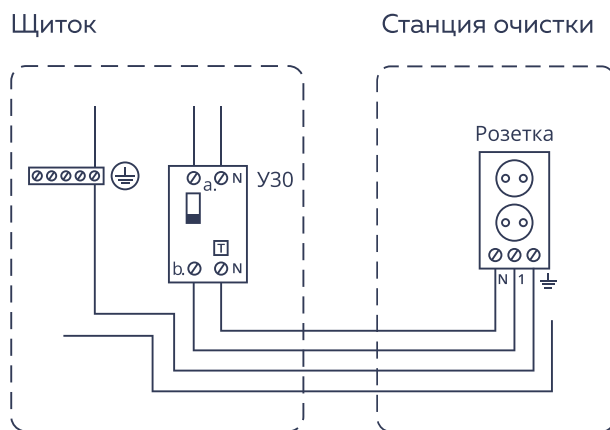 Щиток
Станция очистки
Розетка
a. N
УЗО
T
b. N
N 1